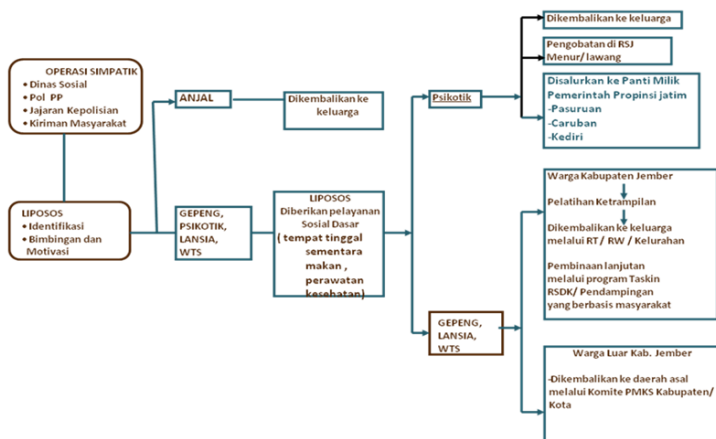 OPERASI SIMPATIK
• Dinas Sosial
• Pol PP
• Jajaran Kepolisian
• Kiriman Masyarakat
LIPOSOS
• Identifikasi
• Bimbingan dan
Motivasi
ANJAL
Dikembalikan ke
keluarga
GEPENG,
PSIKOTIK,
LANSIA,
WTS
LIPOSOS
Diberikan pelayanan
Sosial Dasar
( tempat tinggal
sementara
makan ,
perawatan
kesehatan)
Psikotik
Dikembalikan ke keluarga
Pengobatan di RSJ
Menur/ lawang
Disalurkan ke Panti Milik
Pemerintah Propinsi jatim
-Pasuruan
-Caruban
-Kediri
GEPENG,
LANSIA,
WTS
Warga Kabupaten Jember
Pelatihan Ketrampilan
Dikembalikan ke keluarga
melalui RT / RW / Kelurahan
Pembinaan lanjutan
melalui program Taskin
RSDK/ Pendampingan
yang berbasis masyarakat
Warga Luar Kab. Jember
-Dikembalikan ke daerah asal
melalui Komite PMKS Kabupaten/
Kota